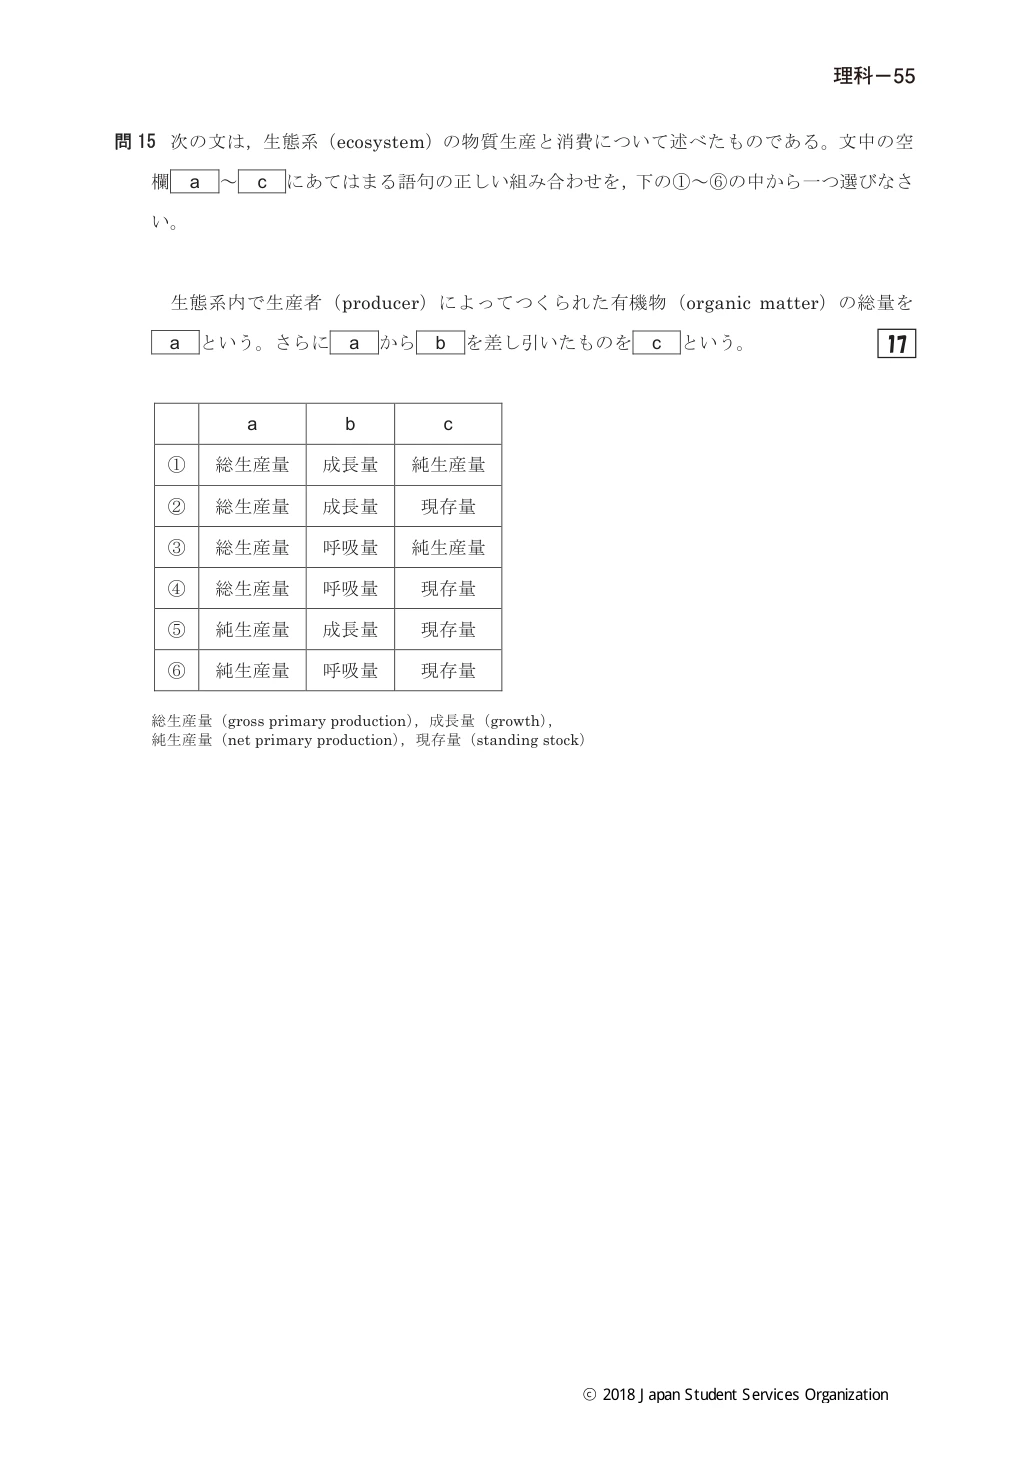 理科－55
問 15 次の文は，生態系（ecosystem）の物質生産と消費について述べたものである。文中の空
欄 a ～ c にあてはまる語句の正しい組み合わせを，下の①～⑥の中から一つ選びなさ
い。
生態系内で生産者（producer）によってつくられた有機物（organic matter）の総量を
a という。さらに a から b を差し引いたものを c という。 17
a b c
① 総生産量 成長量 純生産量
② 総生産量 成長量 現存量
③ 総生産量 呼吸量 純生産量
④ 総生産量 呼吸量 現存量
⑤ 純生産量 成長量 現存量
⑥ 純生産量 呼吸量 現存量
総生産量（gross primary production），成長量（growth），
純生産量（net primary production），現存量（standing stock）
© 2018 Japan Student Services Organization